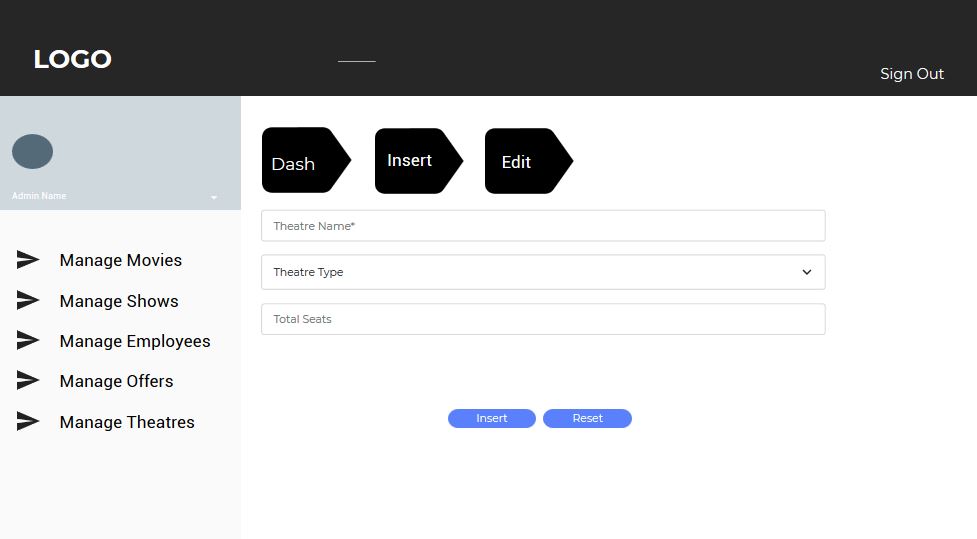 LOGO
Sign Out
Admin Name
Manage Movies
Manage Shows
Manage Employees
Manage Offers
Manage Theatres
Dash
Insert
Edit
Theatre Name*
Theatre Type
Total Seats
Insert
Reset